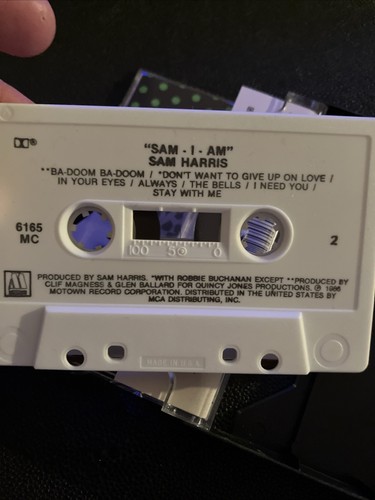 "SAM - I - AM"
SAM HARRIS
**BA-DOOM BA-DOOM / *DON'T WANT TO GIVE UP ON LOVE /
IN YOUR EYES / ALWAYS / THE BELLS / I NEED YOU /
STAY WITH ME
6165
MC
2
100 50 0
PRODUCED BY SAM HARRIS. *WITH ROBBIE BUCHANAN EXCEPT **PRODUCED BY
CLIF MAGNESS & GLEN BALLARD FOR QUINCY JONES PRODUCTIONS. ℗ 1986
MOTOWN RECORD CORPORATION. DISTRIBUTED IN THE UNITED STATES BY
MCA DISTRIBUTING, INC.
MADE IN U.S.A.